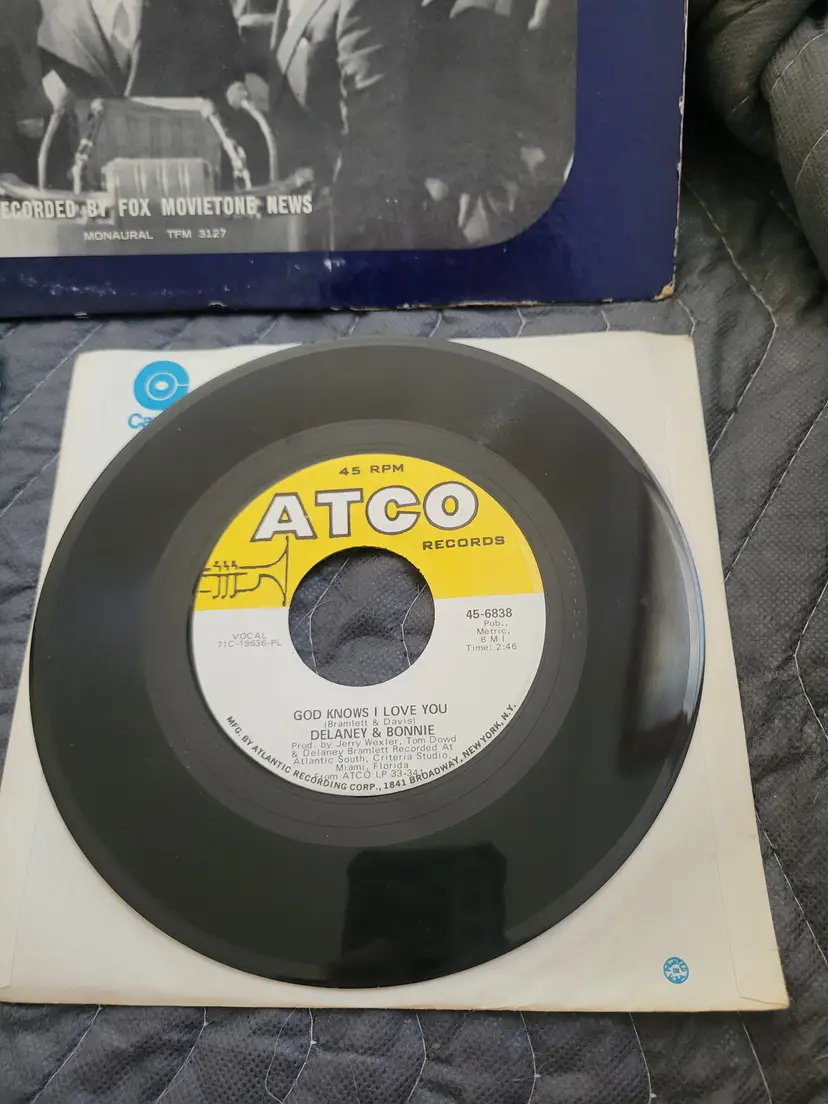 ECORDED BY FOX MOVIETONE NEWS
MONAURAL TFM 3127
Ca
45 RPM
ATCO
RECORDS
VOCAL
71C-19636-PL
45-6838
Pub.,
Metric,
BMI
Time: 2:46
GOD KNOWS I LOVE YOU
(Bramlett & Davis)
DELANEY & BONNIE
Prod. by Jerry Wexler, Tom Dowd
& Delaney Bramlett Recorded At
Atlantic South, Criteria Studio,
Miami, Florida
From ATCO LP 33-341
MFG. BY ATLANTIC RECORDING CORP., 1841 BROADWAY, NEW YORK, N.Y.